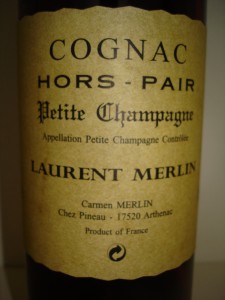 COGNAC
HORS - PAIR
Petite Champagne
Appellation Petite Champagne Contrôlée
LAURENT MERLIN
Carmen MERLIN
Chez Pineau - 17520 Arthenac
Product of France